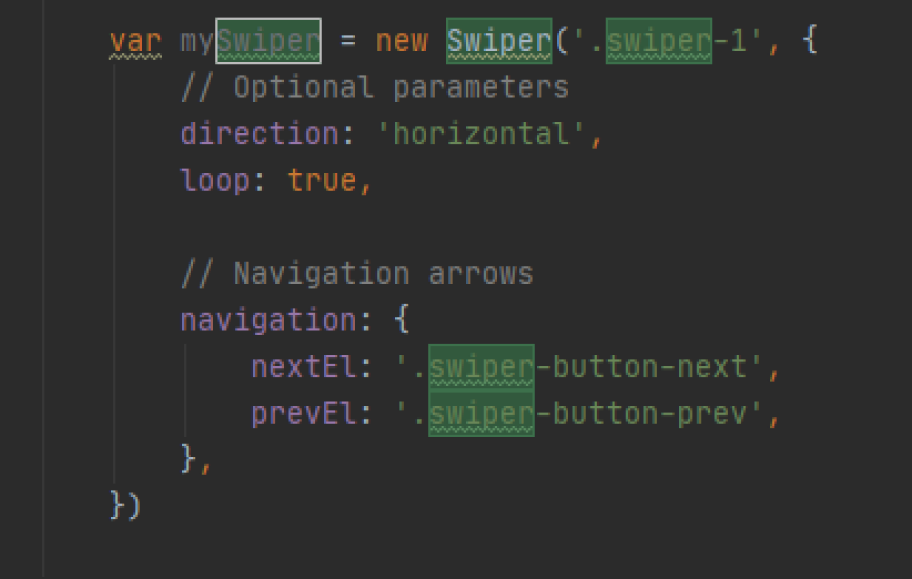 var mySwiper = new Swiper('.swiper-1', {
    // Optional parameters
    direction: 'horizontal',
    loop: true,

    // Navigation arrows
    navigation: {
        nextEl: '.swiper-button-next',
        prevEl: '.swiper-button-prev',
    },
})